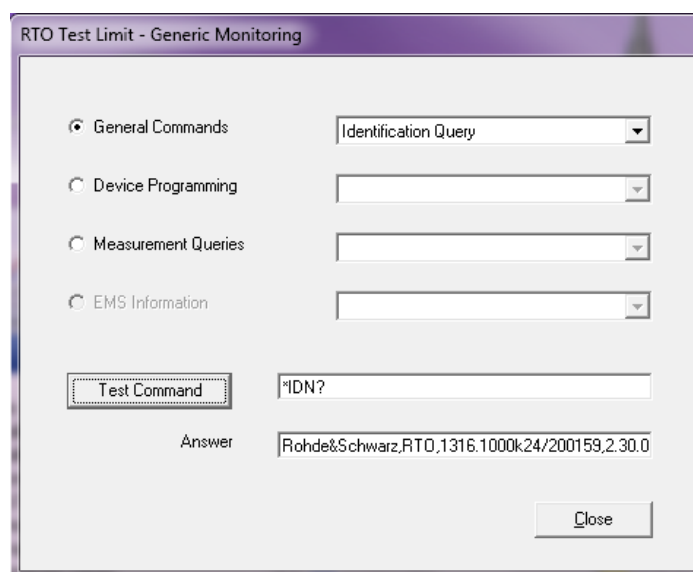 RTO Test Limit - Generic Monitoring
General Commands
Identification Query
Device Programming
Measurement Queries
EMS Information
Test Command
*IDN?
Answer
Rohde&Schwarz,RTO,1316.1000k24/200159,2.30.0
Close